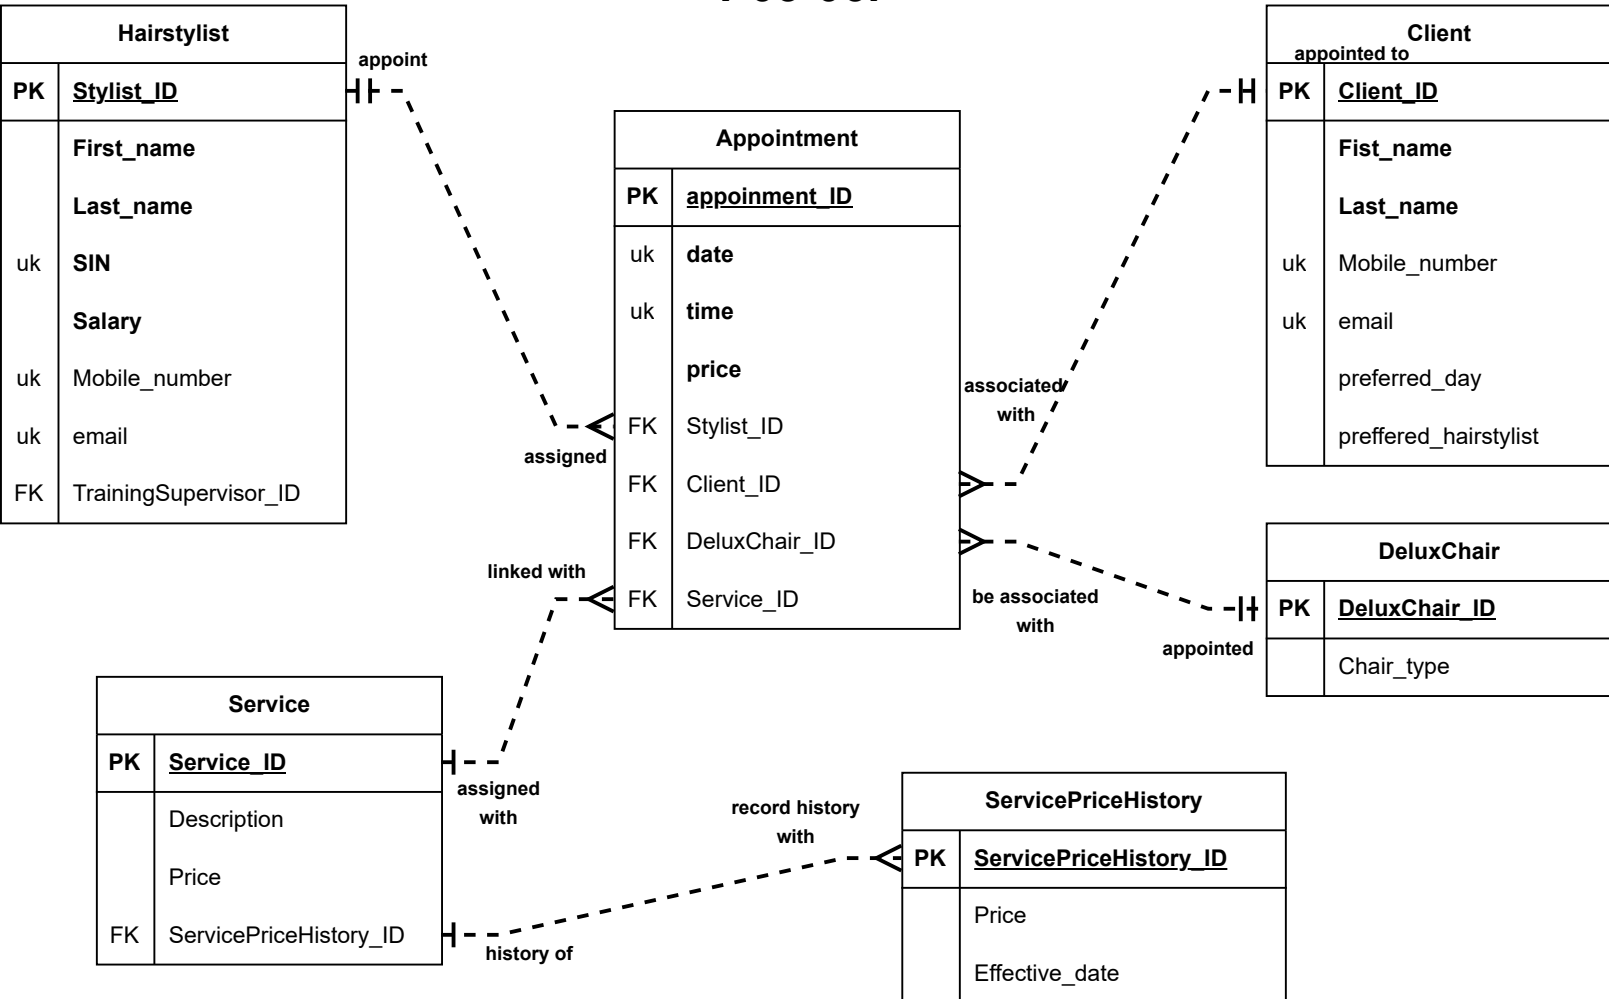 Hairstylist
PK Stylist_ID
First_name
Last_name
uk SIN
Salary
uk Mobile_number
uk email
FK TrainingSupervisor_ID
appoint
assigned
Appointment
PK appoinment_ID
uk date
uk time
price
FK Stylist_ID
FK Client_ID
FK DeluxChair_ID
FK Service_ID
Client
appointed to
PK Client_ID
Fist_name
Last_name
uk Mobile_number
uk email
preferred_day
preffered_hairstylist
associated
with
DeluxChair
PK DeluxChair_ID
Chair_type
be associated
with
appointed
linked with
Service
PK Service_ID
Description
Price
FK ServicePriceHistory_ID
assigned
with
history of
record history
with
ServicePriceHistory
PK ServicePriceHistory_ID
Price
Effective_date